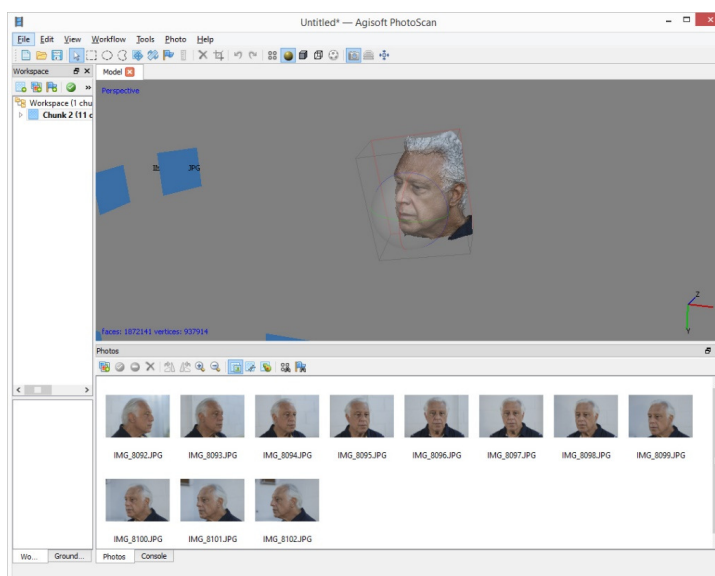 Untitled* — Agisoft PhotoScan
File Edit View Workflow Tools Photo Help
Workspace
Model
Workspace (1 chu
Chunk 2 (11 c
Perspective
JPG
faces: 1872141 vertices: 937914
Z
Y
Photos
IMG_8092.JPG IMG_8093.JPG IMG_8094.JPG IMG_8095.JPG IMG_8096.JPG IMG_8097.JPG IMG_8098.JPG IMG_8099.JPG
IMG_8100.JPG IMG_8101.JPG IMG_8102.JPG
Wo... Ground... Photos Console